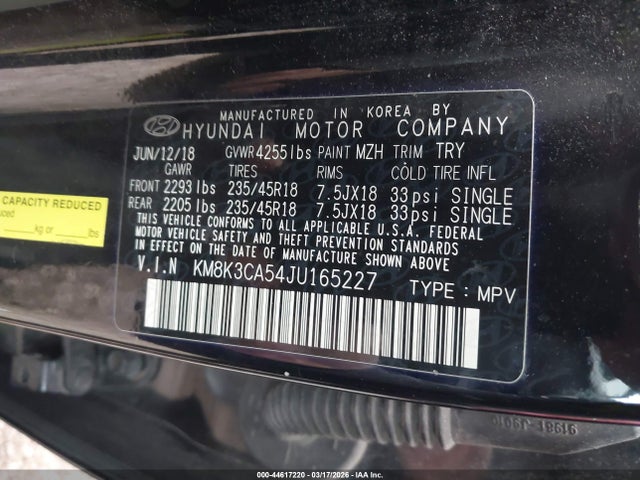 MANUFACTURED IN KOREA BY
HYUNDAI MOTOR COMPANY
JUN/12/18 GVWR 4255lbs PAINT MZH TRIM TRY
GAWR TIRES RIMS COLD TIRE INFL
FRONT 2293 lbs 235/45R18 7.5JX18 33psi SINGLE
REAR 2205 lbs 235/45R18 7.5JX18 33psi SINGLE
THIS VEHICLE CONFORMS TO ALL APPLICABLE U.S.A. FEDERAL
MOTOR VEHICLE SAFETY AND THEFT PREVENTION STANDARDS
IN EFFECT ON THE DATE OF MANUFACTURE SHOWN ABOVE.
V.I.N KM8K3CA54JU165227 TYPE : MPV
CAPACITY REDUCED
kg or lbs
000-44617220 - 03/17/2026 - IAA Inc.